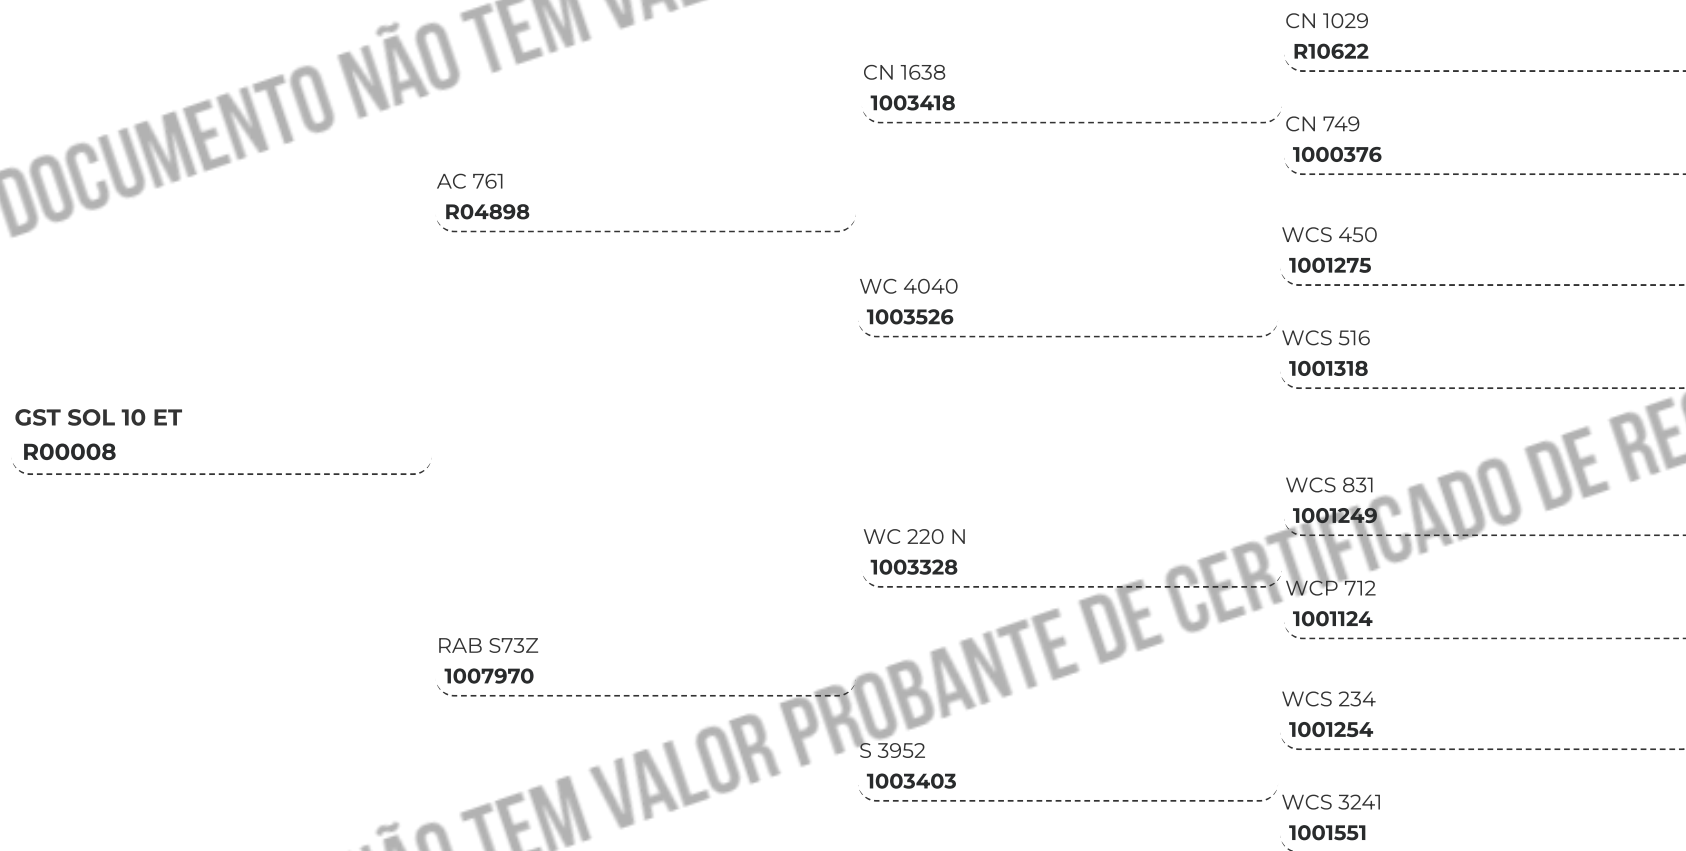 DOCUMENTO NÃO TEM
CN 1029
R10622
CN 1638
1003418
CN 749
1000376
AC 761
R04898
WCS 450
1001275
WC 4040
1003526
WCS 516
1001318
GST SOL 10 ET
R00008
WCS 831
1001249
WC 220 N
1003328
WCP 712
1001124
RAB S73Z
1007970
WCS 234
1001254
S 3952
1003403
WCS 3241
1001551
NÃO TEM VALOR PROBANTE DE CERTIFICADO DE